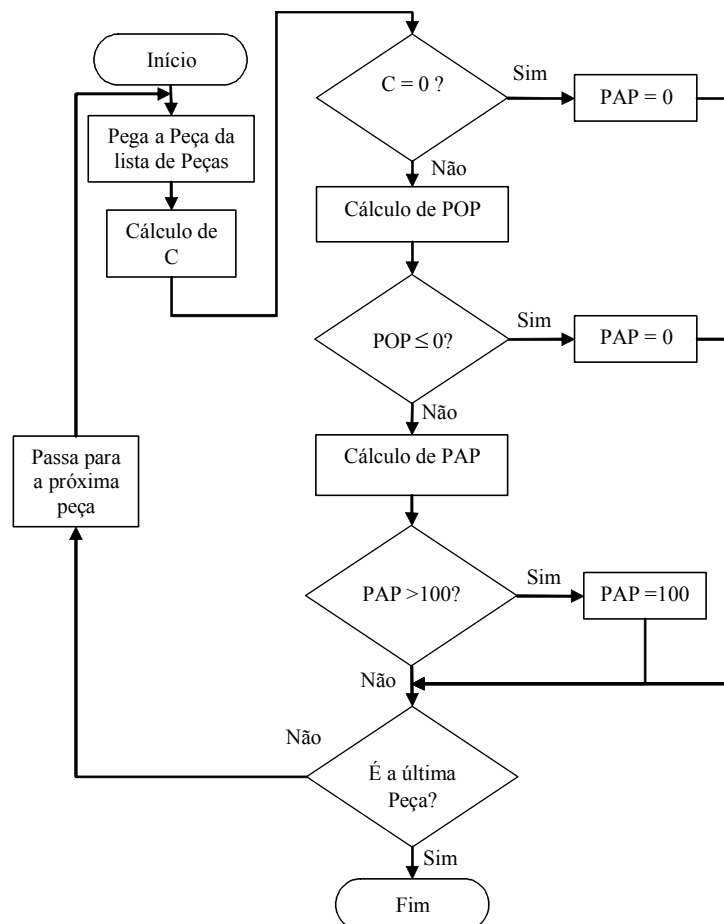 Início
Pega a Peça da
lista de Peças
Cálculo de
C
C = 0 ?
Sim
PAP = 0
Não
Cálculo de POP
POP ≤ 0?
Sim
PAP = 0
Não
Cálculo de PAP
Passa para
a próxima
peça
PAP >100?
Sim
PAP =100
Não
Não
É a última
Peça?
Sim
Fim